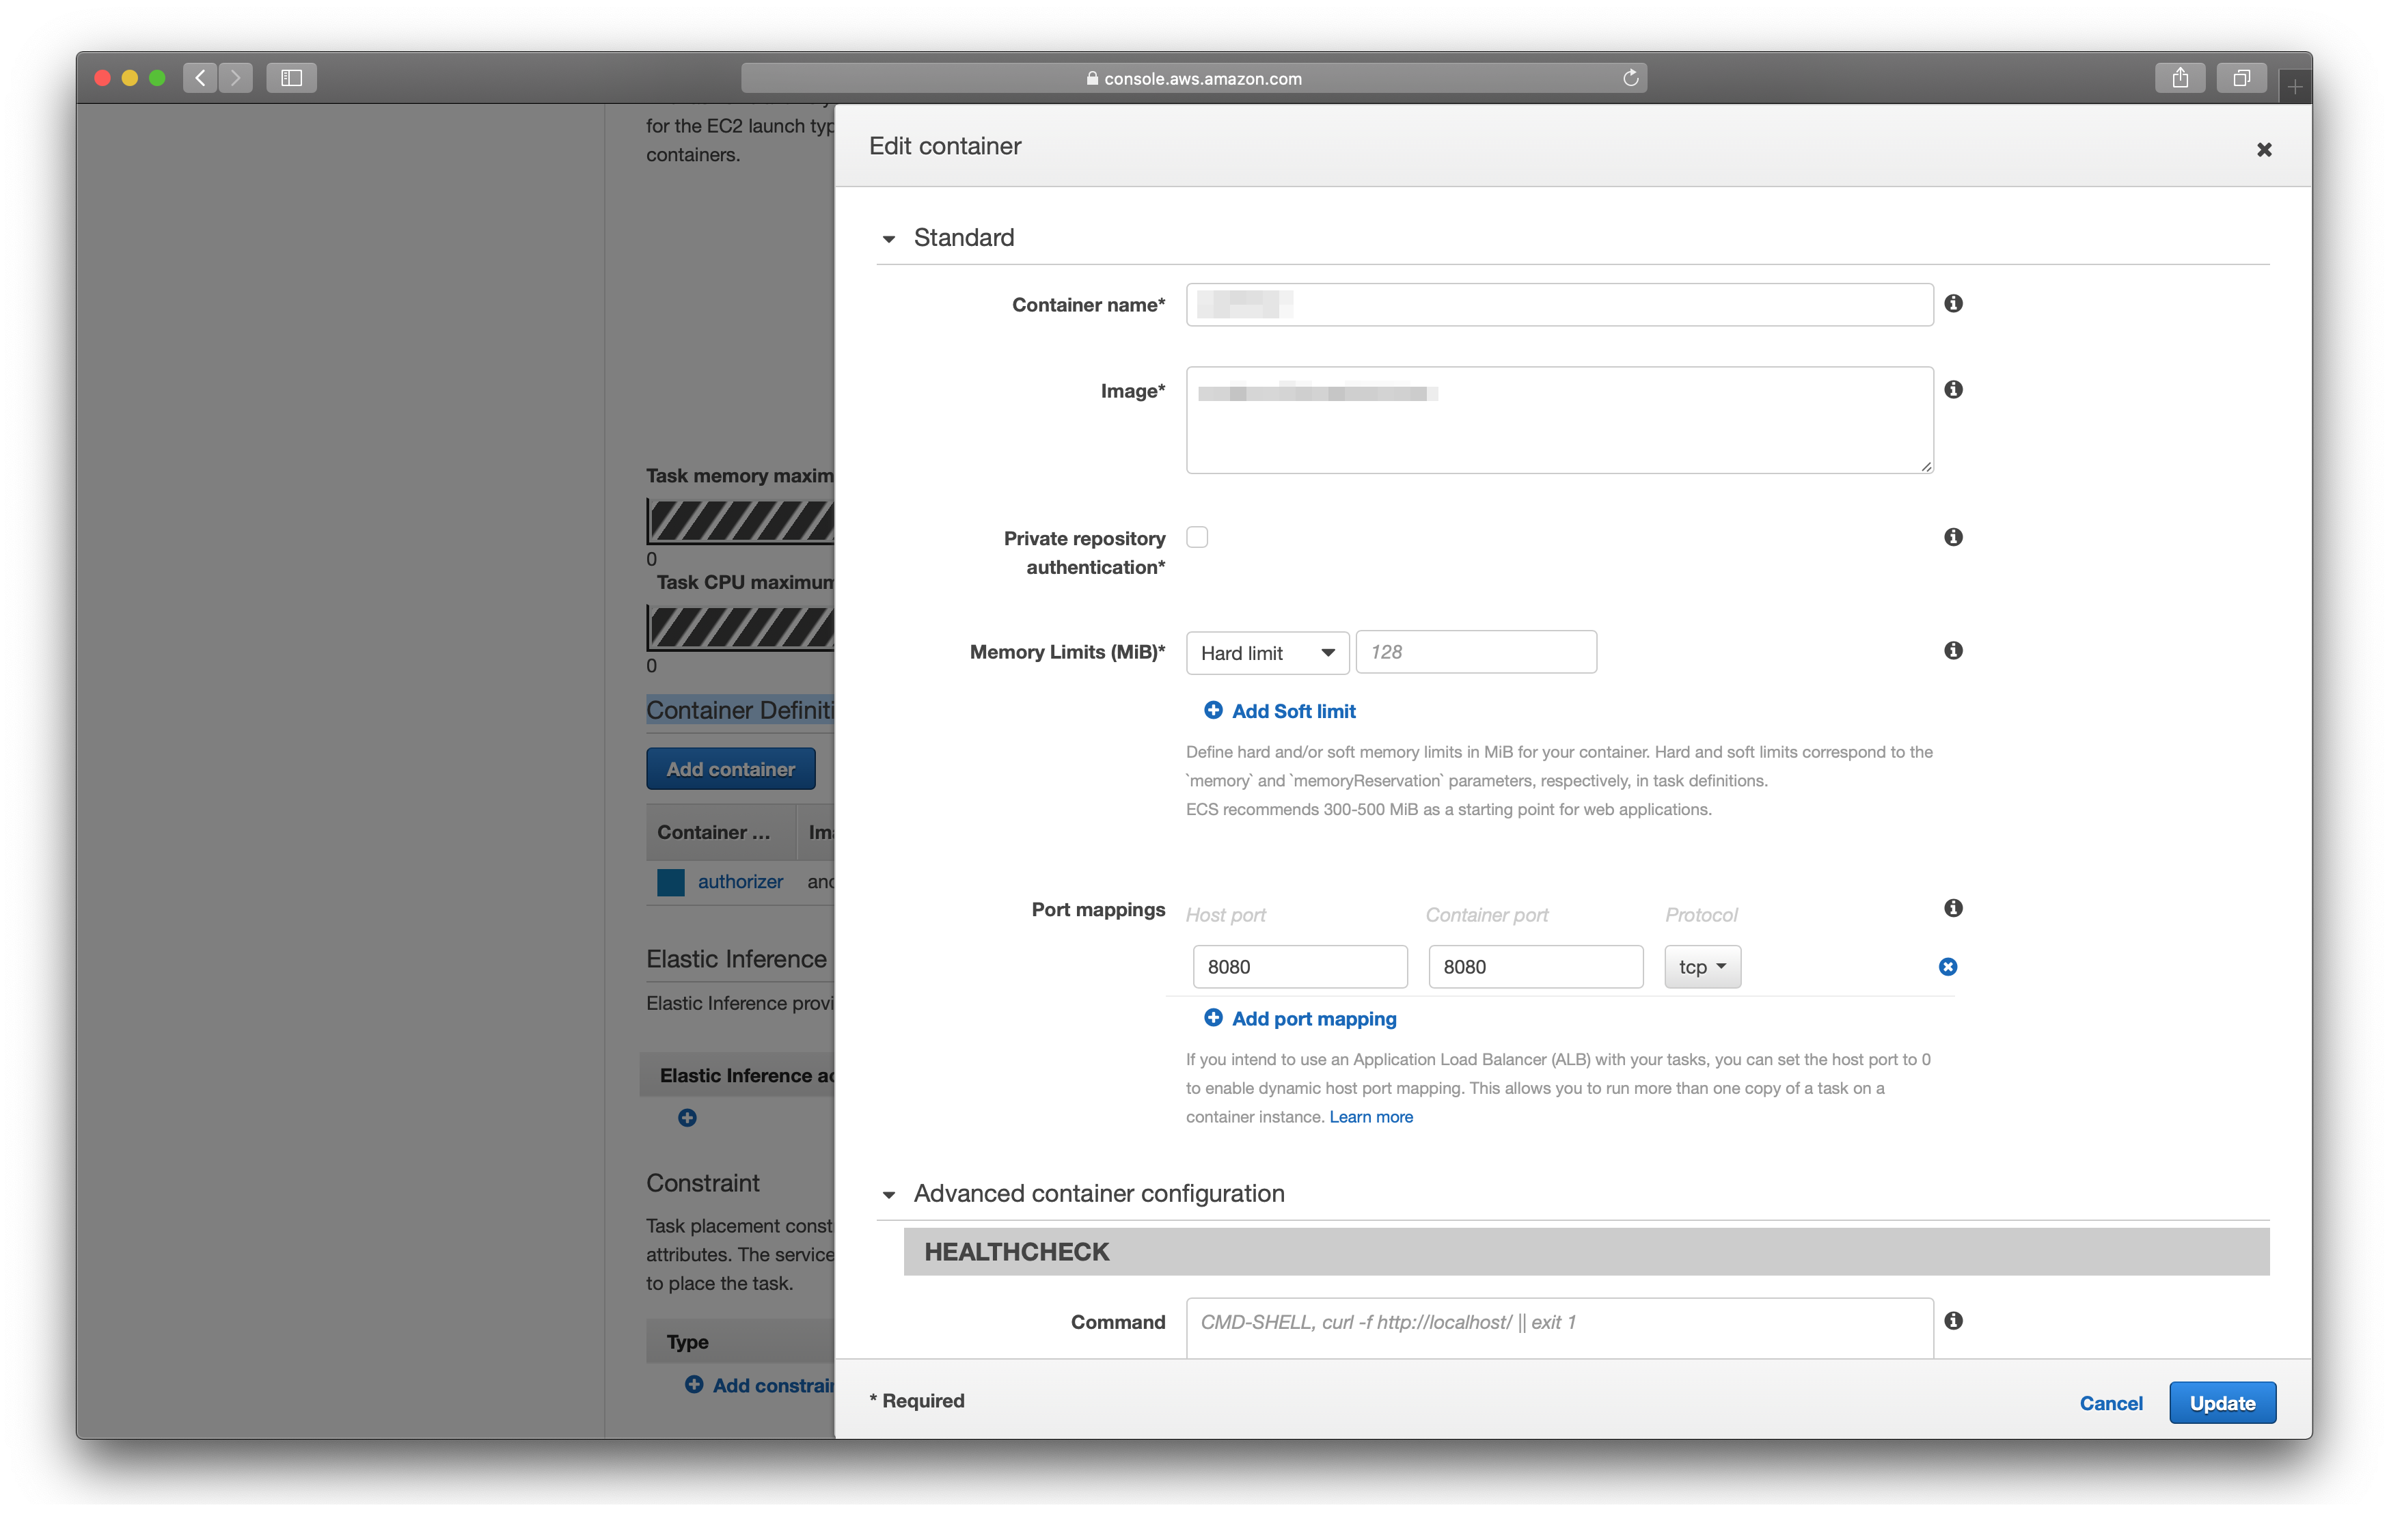 console.aws.amazon.com
for the EC2 launch typ
containers.
Task memory maxim
0
Task CPU maximum
0
Container Definiti
Add container
Container ...
authorizer
Elastic Inference
Elastic Inference provi
Elastic Inference ac
Constraint
Task placement const
attributes. The service
to place the task.
Type
Add constrain
Edit container
Standard
Container name*
Image*
Private repository
authentication*
Memory Limits (MiB)*
Hard limit
128
Add Soft limit
Define hard and/or soft memory limits in MiB for your container. Hard and soft limits correspond to the
`memory` and `memoryReservation` parameters, respectively, in task definitions.
ECS recommends 300-500 MiB as a starting point for web applications.
Port mappings
Host port
Container port
Protocol
8080
8080
tcp
Add port mapping
If you intend to use an Application Load Balancer (ALB) with your tasks, you can set the host port to 0
to enable dynamic host port mapping. This allows you to run more than one copy of a task on a
container instance. Learn more
Advanced container configuration
HEALTHCHECK
Command
CMD-SHELL, curl -f http://localhost/ || exit 1
* Required
Cancel
Update